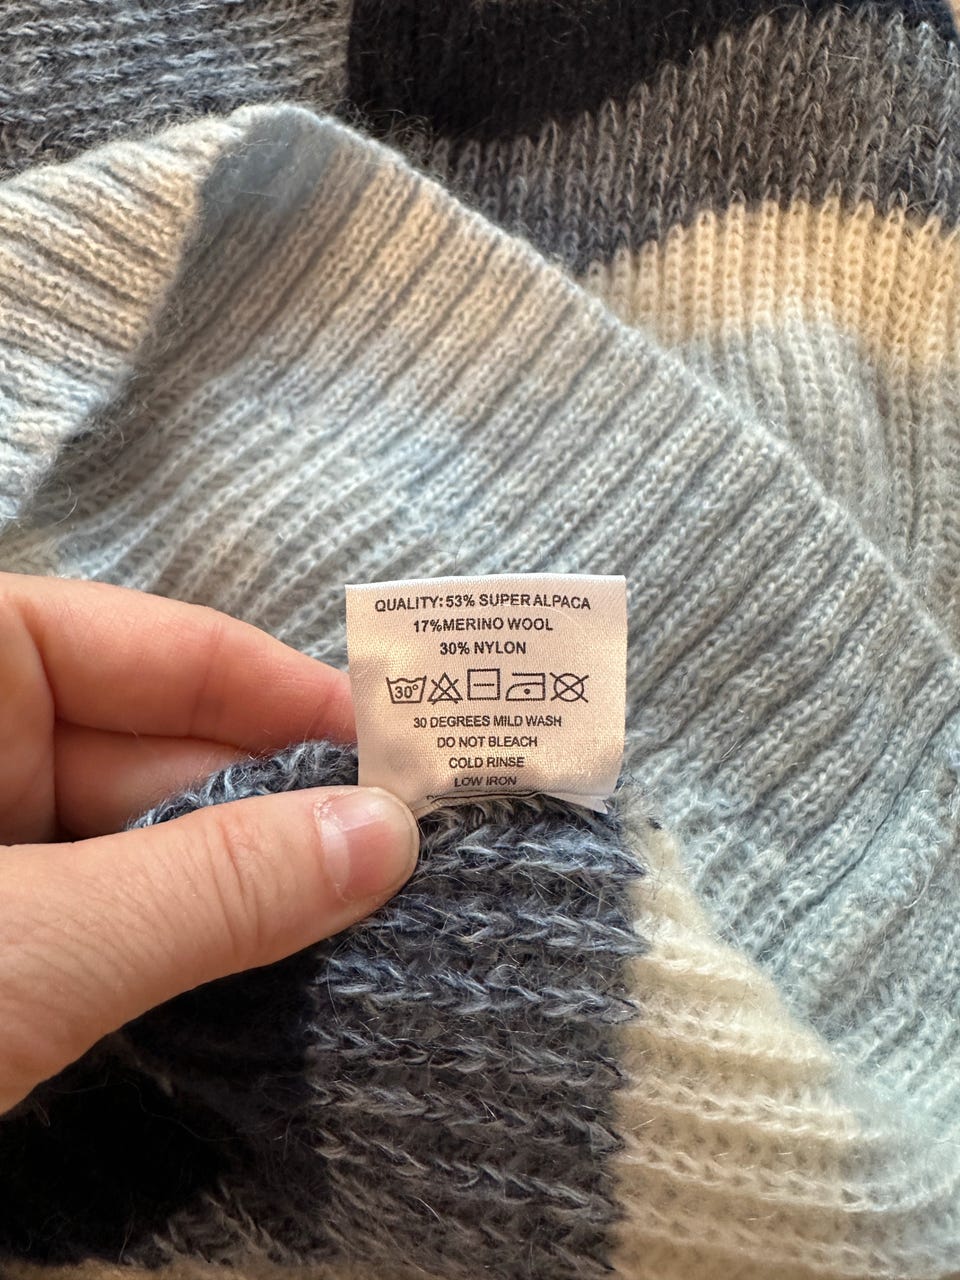 QUALITY: 53% SUPER ALPACA
17%MERINO WOOL
30% NYLON
30°
30 DEGREES MILD WASH
DO NOT BLEACH
COLD RINSE
LOW IRON